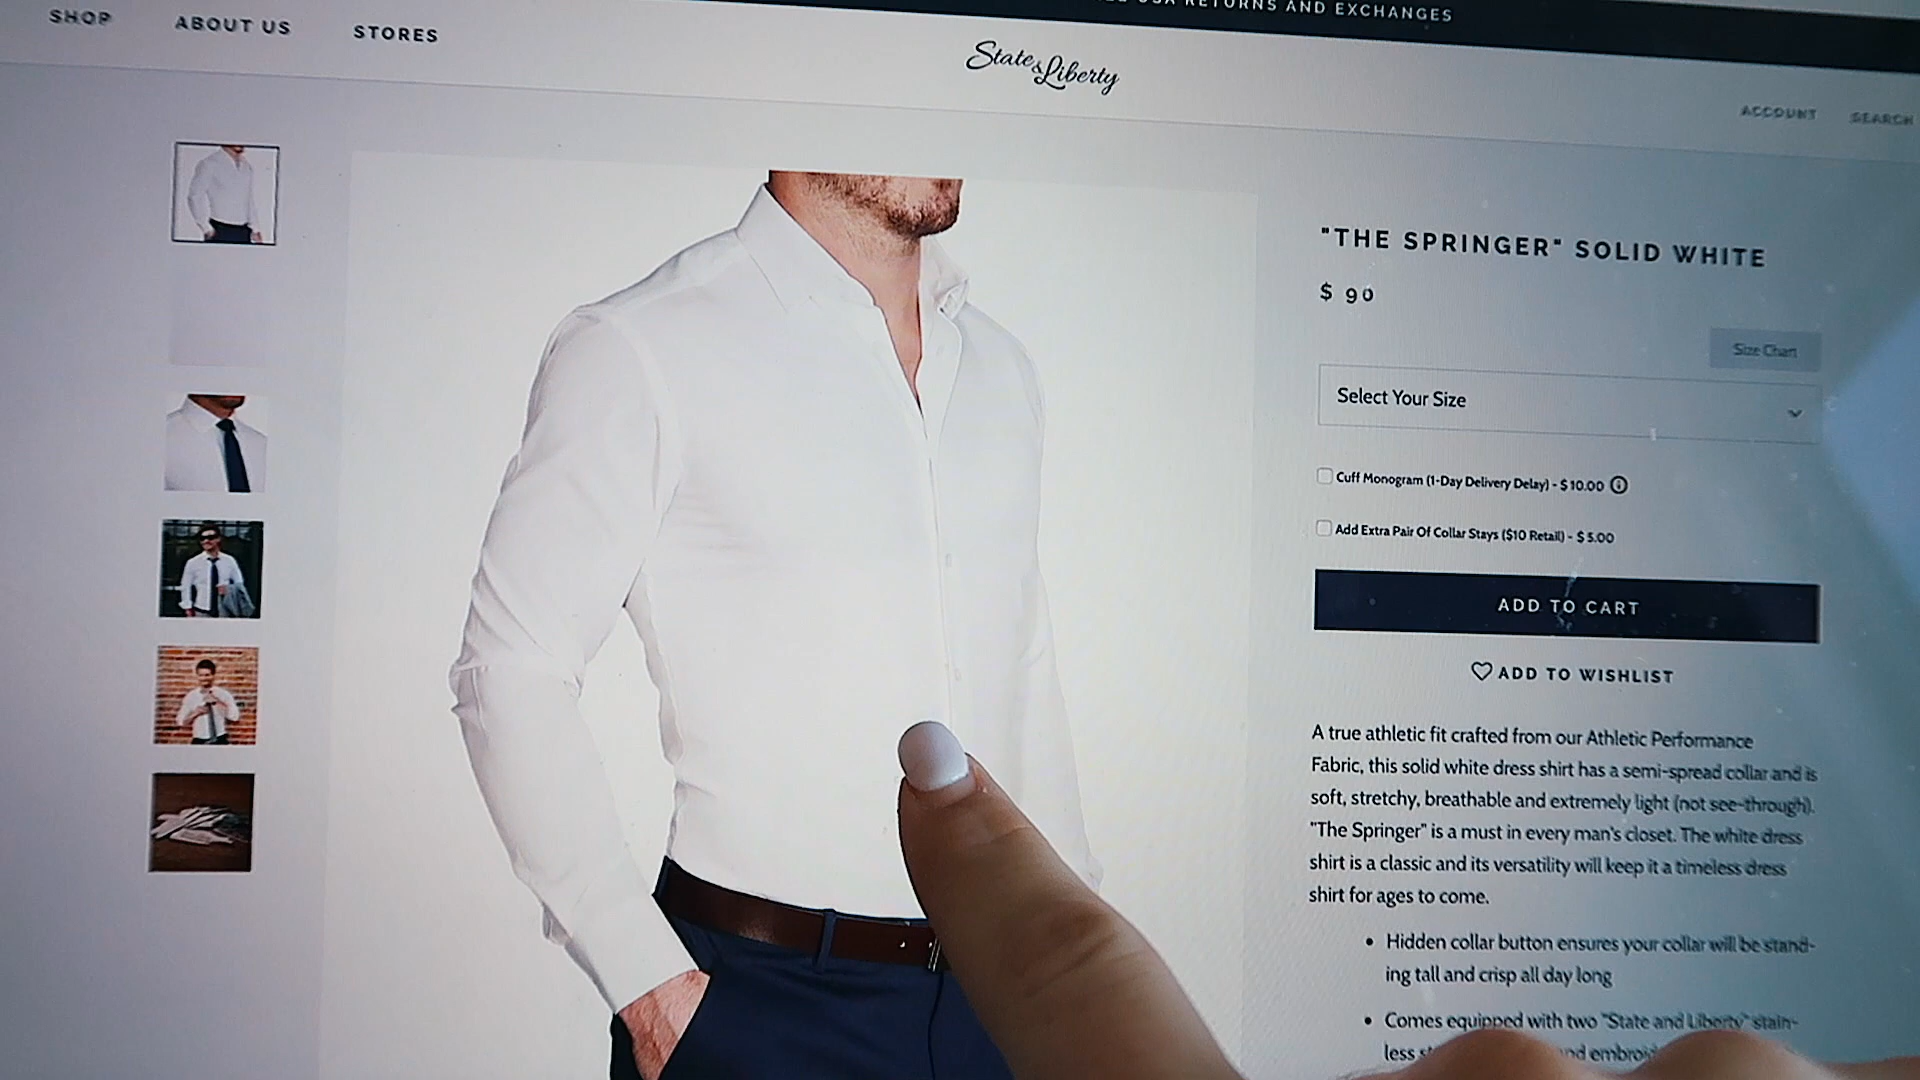 RETURNS AND EXCHANGES
SHOP
ABOUT US
STORES
State & Liberty
ACCOUNT
SEARCH
"THE SPRINGER" SOLID WHITE
$ 90
Size Chart
Select Your Size
Cuff Monogram (1-Day Delivery Delay) - $ 10.00
Add Extra Pair Of Collar Stays ($10 Retail) - $ 5.00
ADD TO CART
ADD TO WISHLIST
A true athletic fit crafted from our Athletic Performance
Fabric, this solid white dress shirt has a semi-spread collar and is
soft, stretchy, breathable and extremely light (not see-through).
"The Springer" is a must in every man's closet. The white dress
shirt is a classic and its versatility will keep it a timeless dress
shirt for ages to come.
• Hidden collar button ensures your collar will be stand-
ing tall and crisp all day long
• Comes equipped with two "State and Liberty" stain-
less